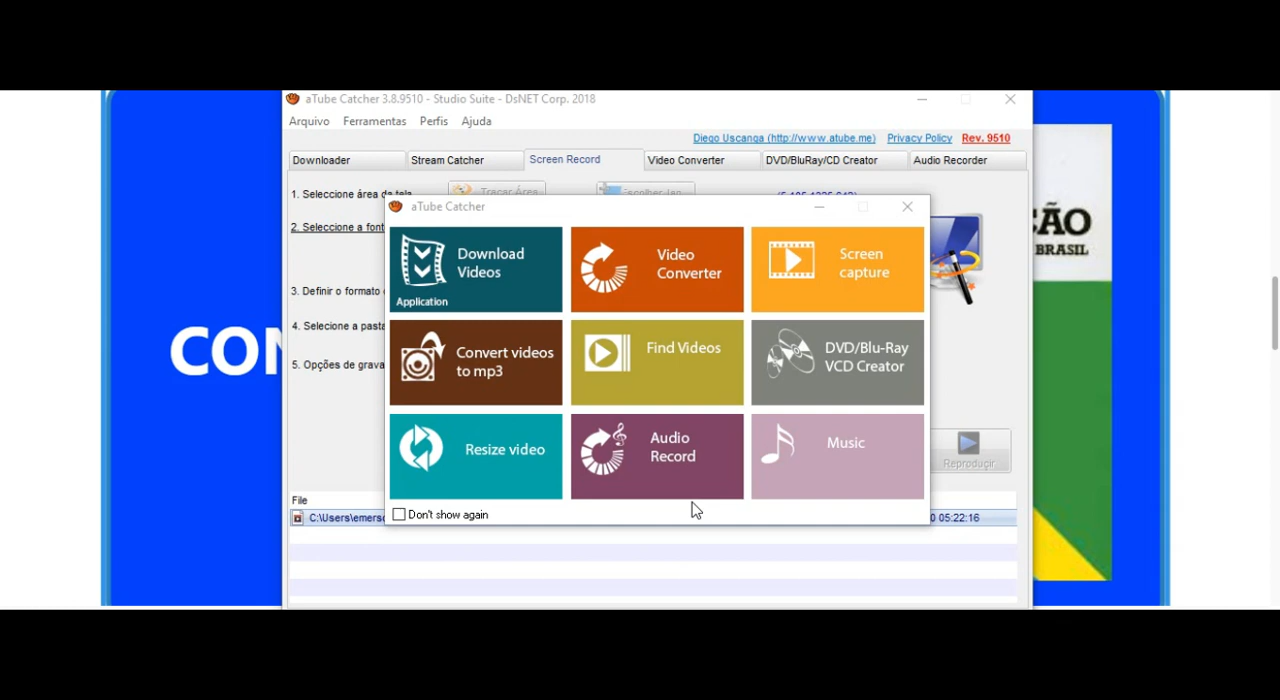 aTube Catcher 3.8.9510 - Studio Suite - DsNET Corp. 2018
Arquivo Ferramentas Perfis Ajuda
Diego Uscanga (http://www.atube.me) Privacy Policy Rev. 9510
Downloader Stream Catcher Screen Record Video Converter DVD/BluRay/CD Creator Audio Recorder
1. Seleccione área da tela
Traçar Área
2. Seleccione a font
3. Definir o formato
4. Selecione a pasta
5. Opções de grava
aTube Catcher
Download
Videos
Application
Video
Converter
Screen
capture
Convert videos
to mp3
Find Videos
DVD/Blu-Ray
VCD Creator
Resize video
Audio
Record
Music
Don't show again
Reproduçir
File
C:\Users\emerso
0 05:22:16
CON
ÃO
BRASIL